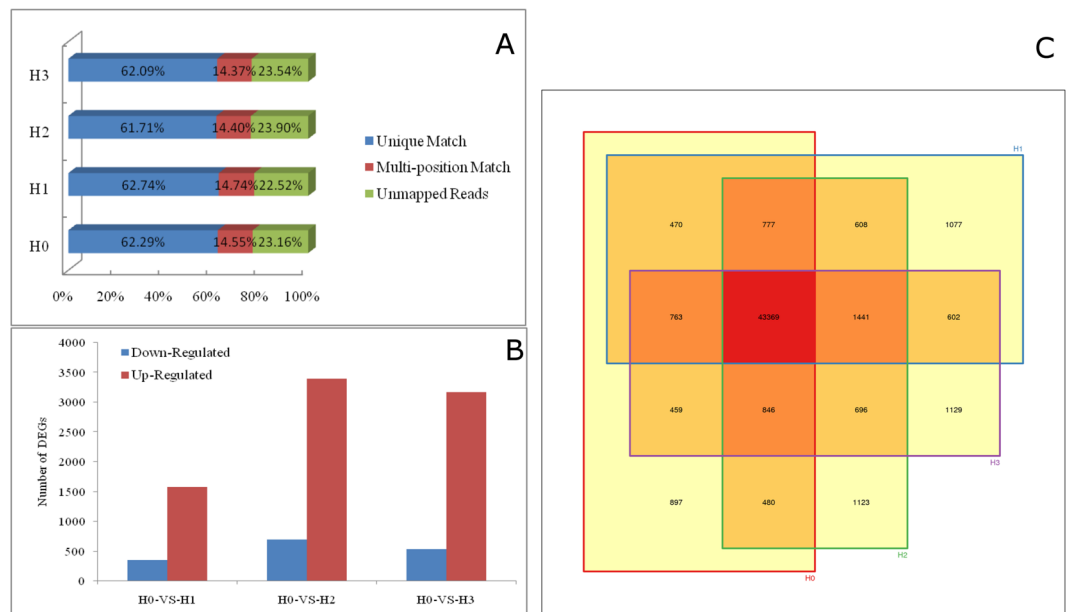 A
H3
62.09% 14.37% 23.54%
H2
61.71% 14.40% 23.90%
H1
62.74% 14.74% 22.52%
H0
62.29% 14.55% 23.16%
0% 20% 40% 60% 80% 100%
Unique Match
Multi-position Match
Unmapped Reads
B
Down-Regulated
Up-Regulated
Number of DEGs
4000
3500
3000
2500
2000
1500
1000
500
0
H0-VS-H1 H0-VS-H2 H0-VS-H3
C
H1
470 777 608 1077
763 43369 1441 602
459 846 696 1129
H3
897 480 1123
H2
H0